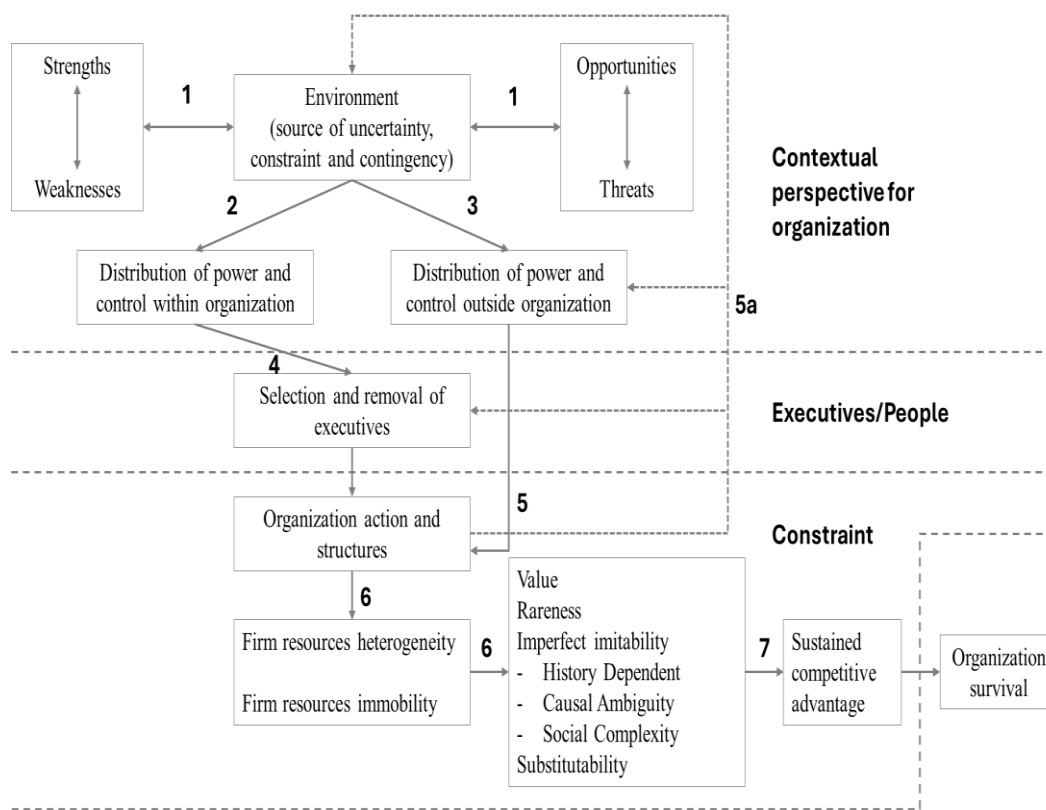 Strengths
Weaknesses
1
Environment
(source of uncertainty,
constraint and contingency)
1
Opportunities
Threats
Contextual
perspective for
organization
2
3
Distribution of power and
control within organization
Distribution of power and
control outside organization
5a
4
Selection and removal of
executives
Executives/People
Organization action and
structures
5
Constraint
6
Firm resources heterogeneity
Firm resources immobility
6
Value
Rareness
Imperfect imitability
- History Dependent
- Causal Ambiguity
- Social Complexity
Substitutability
7
Sustained
competitive
advantage
Organization
survival